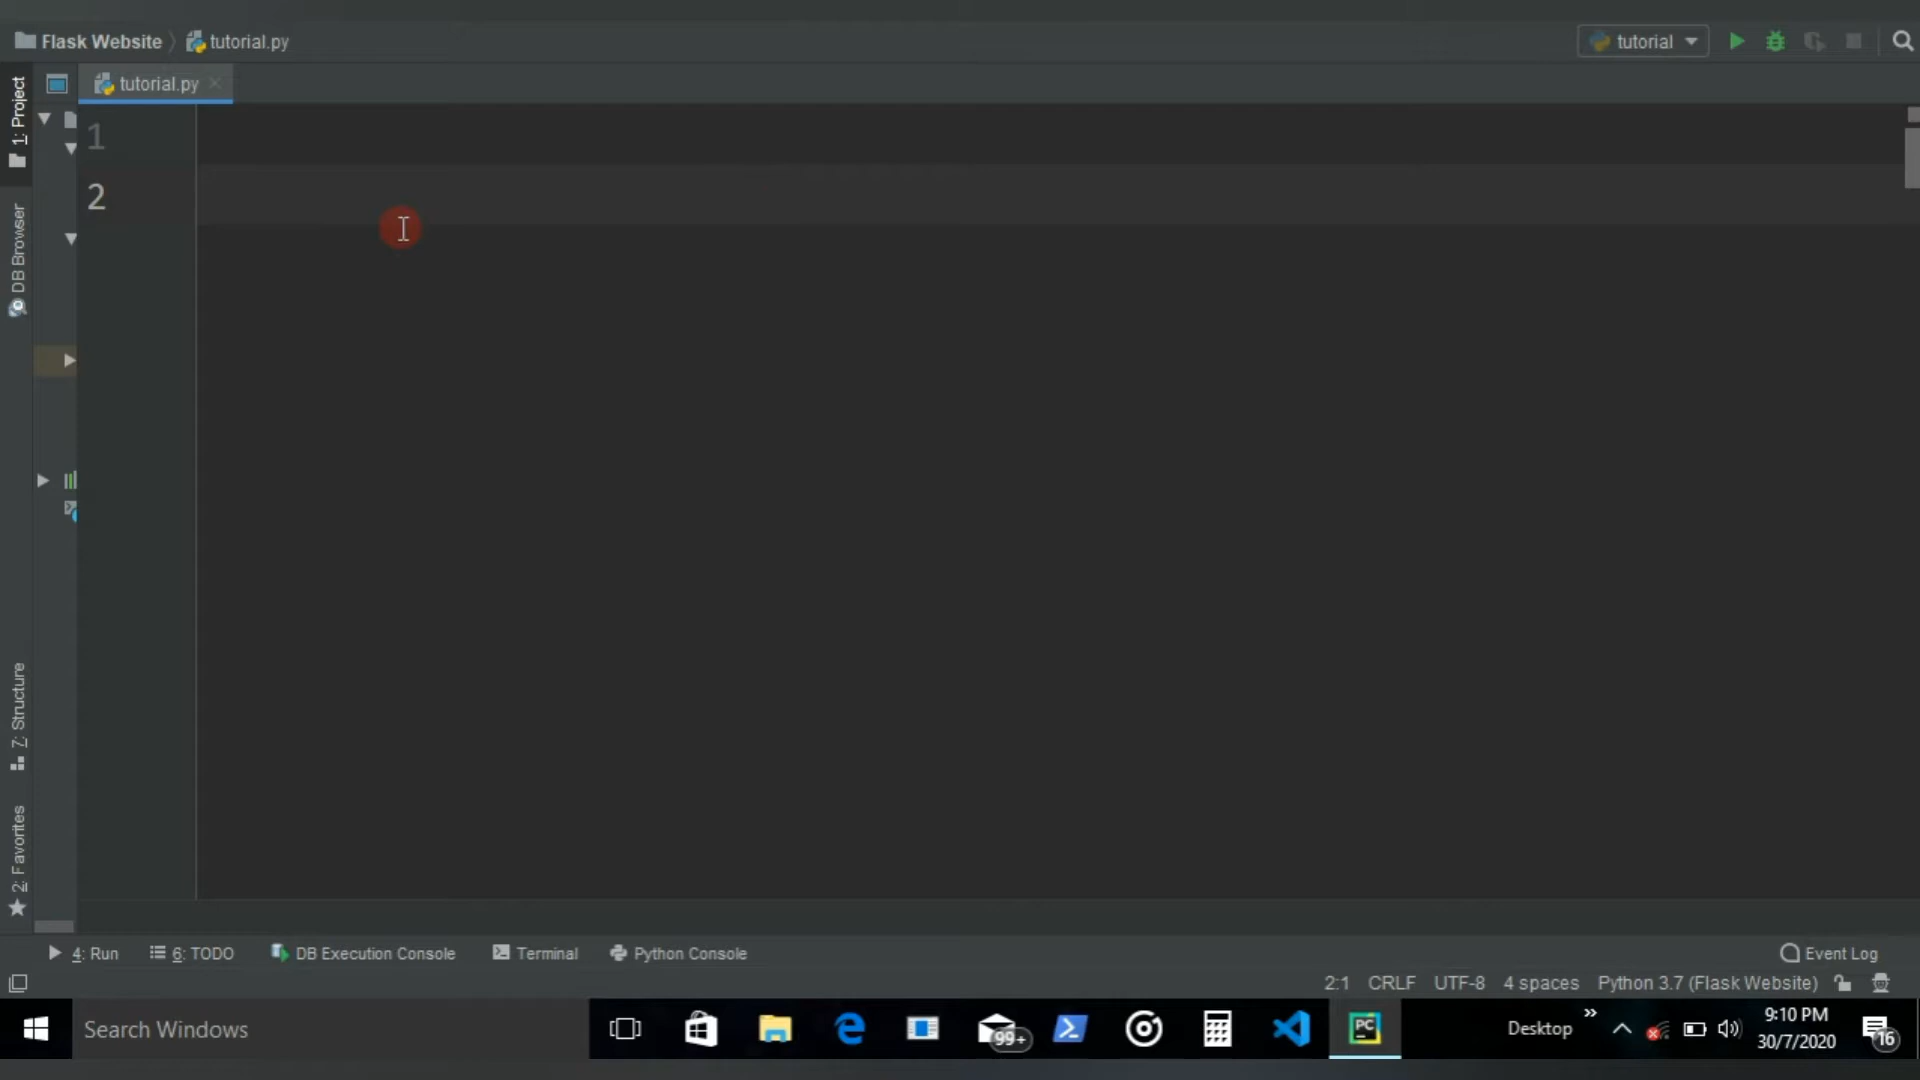 Flask Website tutorial.py
tutorial
tutorial.py
1: Project
1
2
DB Browser
7: Structure
2: Favorites
4: Run 6: TODO DB Execution Console Terminal Python Console Event Log
2:1 CRLF UTF-8 4 spaces Python 3.7 (Flask Website)
Search Windows
99+
PC
Desktop
9:10 PM
30/7/2020
16